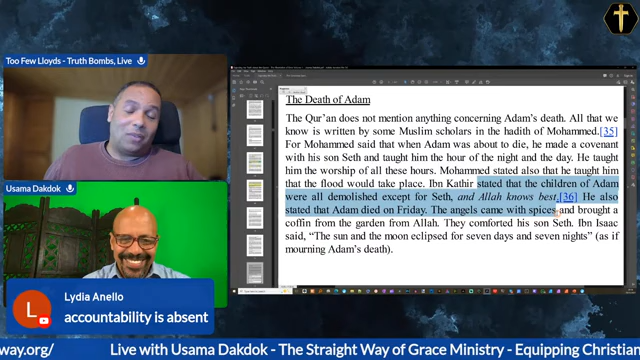 Too Few Lloyds - Truth Bombs, Live
Usama Dakdok
Lydia Anello
L
accountability is absent
The Death of Adam
The Qur’an does not mention anything concerning Adam’s death. All that we
know is written by some Muslim scholars in the hadith of Mohammed.[35]
For Mohammed said that when Adam was about to die, he made a covenant
with his son Seth and taught him the hour of the night and the day. He taught
him the worship of all these hours. Mohammed stated also that he taught him
that the flood would take place. Ibn Kathir stated that the children of Adam
were all demolished except for Seth, and Allah knows best.[36] He also
stated that Adam died on Friday. The angels came with spices and brought a
coffin from the garden from Allah. They comforted his son Seth. Ibn Isaac
said, “The sun and the moon eclipsed for seven days and seven nights” (as if
mourning Adam’s death).
way.org/ Live with Usama Dakdok - The Straight Way of Grace Ministry - Equipping Christian